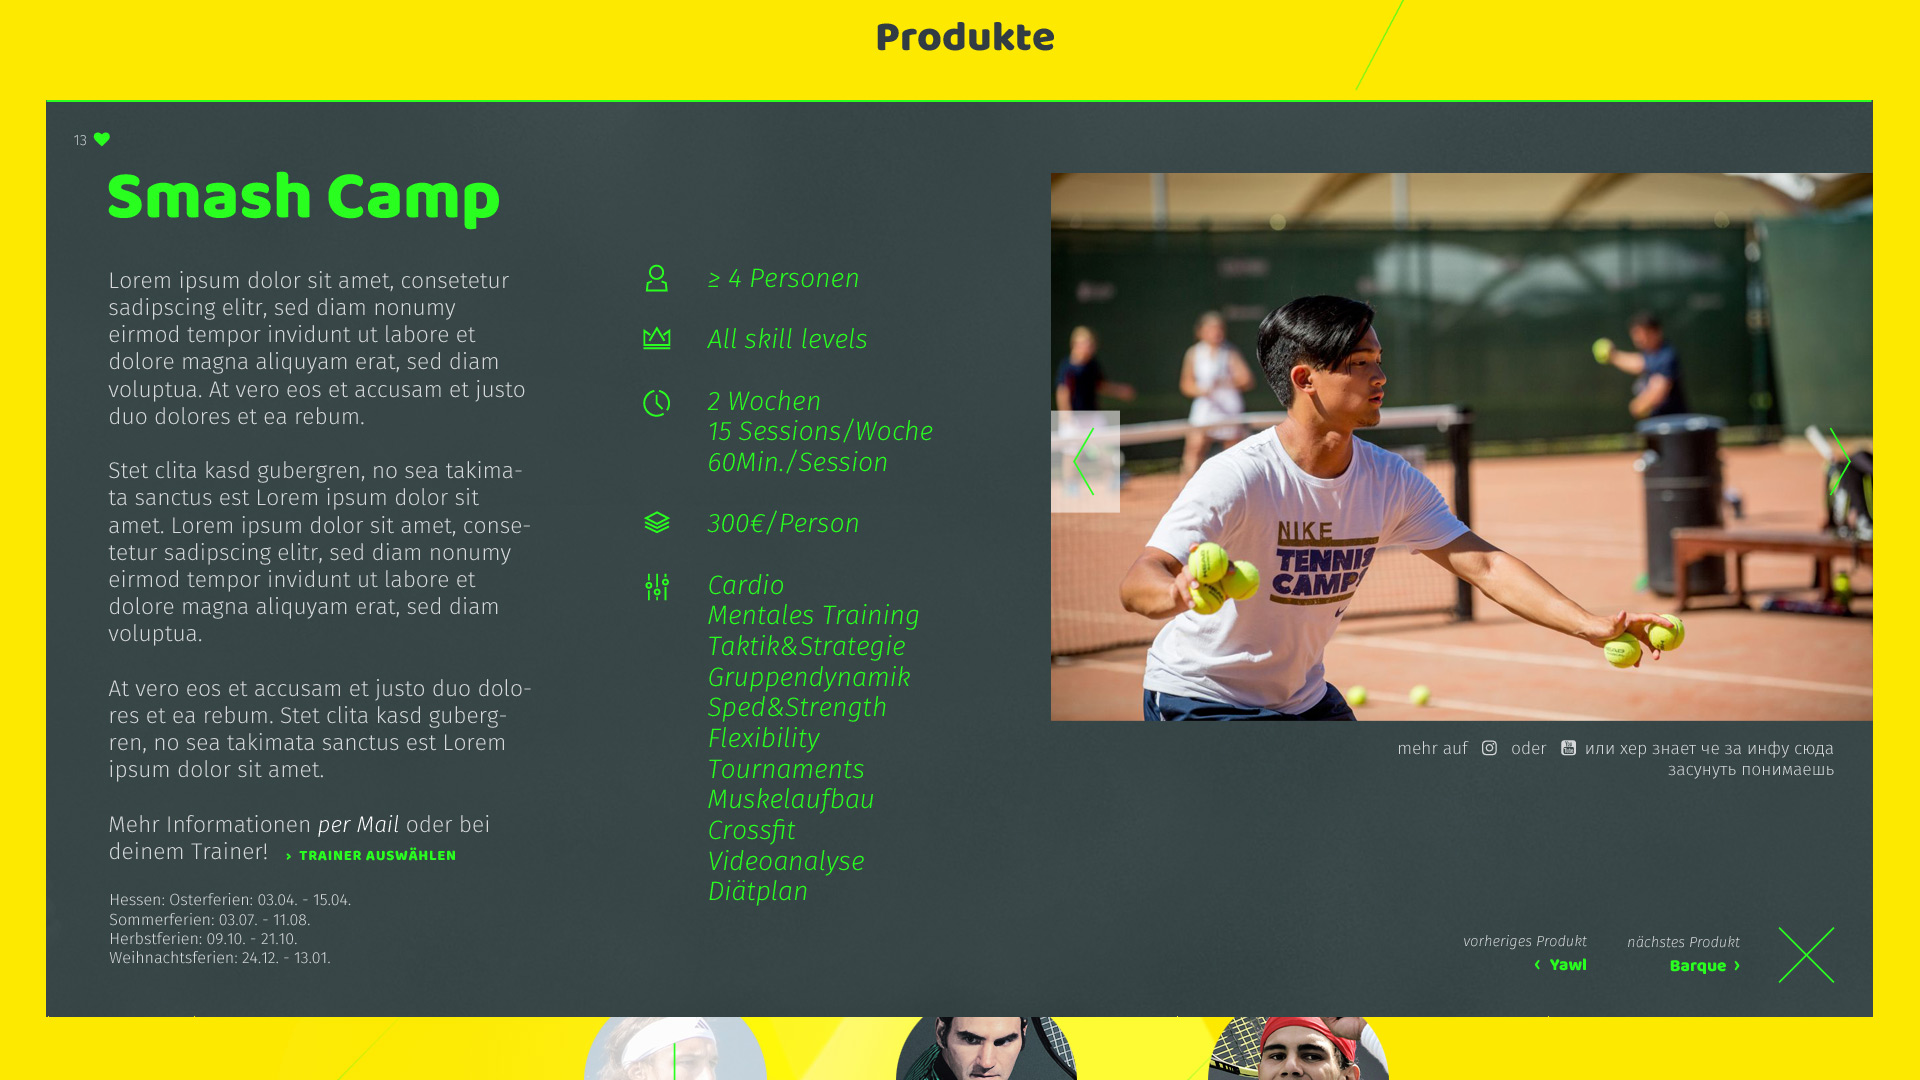 Produkte
13
Smash Camp
Lorem ipsum dolor sit amet, consetetur
sadipscing elitr, sed diam nonumy
eirmod tempor invidunt ut labore et
dolore magna aliquyam erat, sed diam
voluptua. At vero eos et accusam et justo
duo dolores et ea rebum.
Stet clita kasd gubergren, no sea takima-
ta sanctus est Lorem ipsum dolor sit
amet. Lorem ipsum dolor sit amet, conse-
tetur sadipscing elitr, sed diam nonumy
eirmod tempor invidunt ut labore et
dolore magna aliquyam erat, sed diam
voluptua.
At vero eos et accusam et justo duo dolo-
res et ea rebum. Stet clita kasd guberg-
ren, no sea takimata sanctus est Lorem
ipsum dolor sit amet.
Mehr Informationen per Mail oder bei
deinem Trainer! › TRAINER AUSWÄHLEN
Hessen: Osterferien: 03.04. - 15.04.
Sommerferien: 03.07. - 11.08.
Herbstferien: 09.10. - 21.10.
Weihnachtsferien: 24.12. - 13.01.
≥ 4 Personen
All skill levels
2 Wochen
15 Sessions/Woche
60Min./Session
300€/Person
Cardio
Mentales Training
Taktik&Strategie
Gruppendynamik
Sped&Strength
Flexibility
Tournaments
Muskelaufbau
Crossfit
Videoanalyse
Diätplan
NIKE
TENNIS
CAMPS
mehr auf oder или хер знает че за инфу сюда
засунуть понимаешь
vorheriges Produkt
‹ Yawl
nächstes Produkt
Barque ›